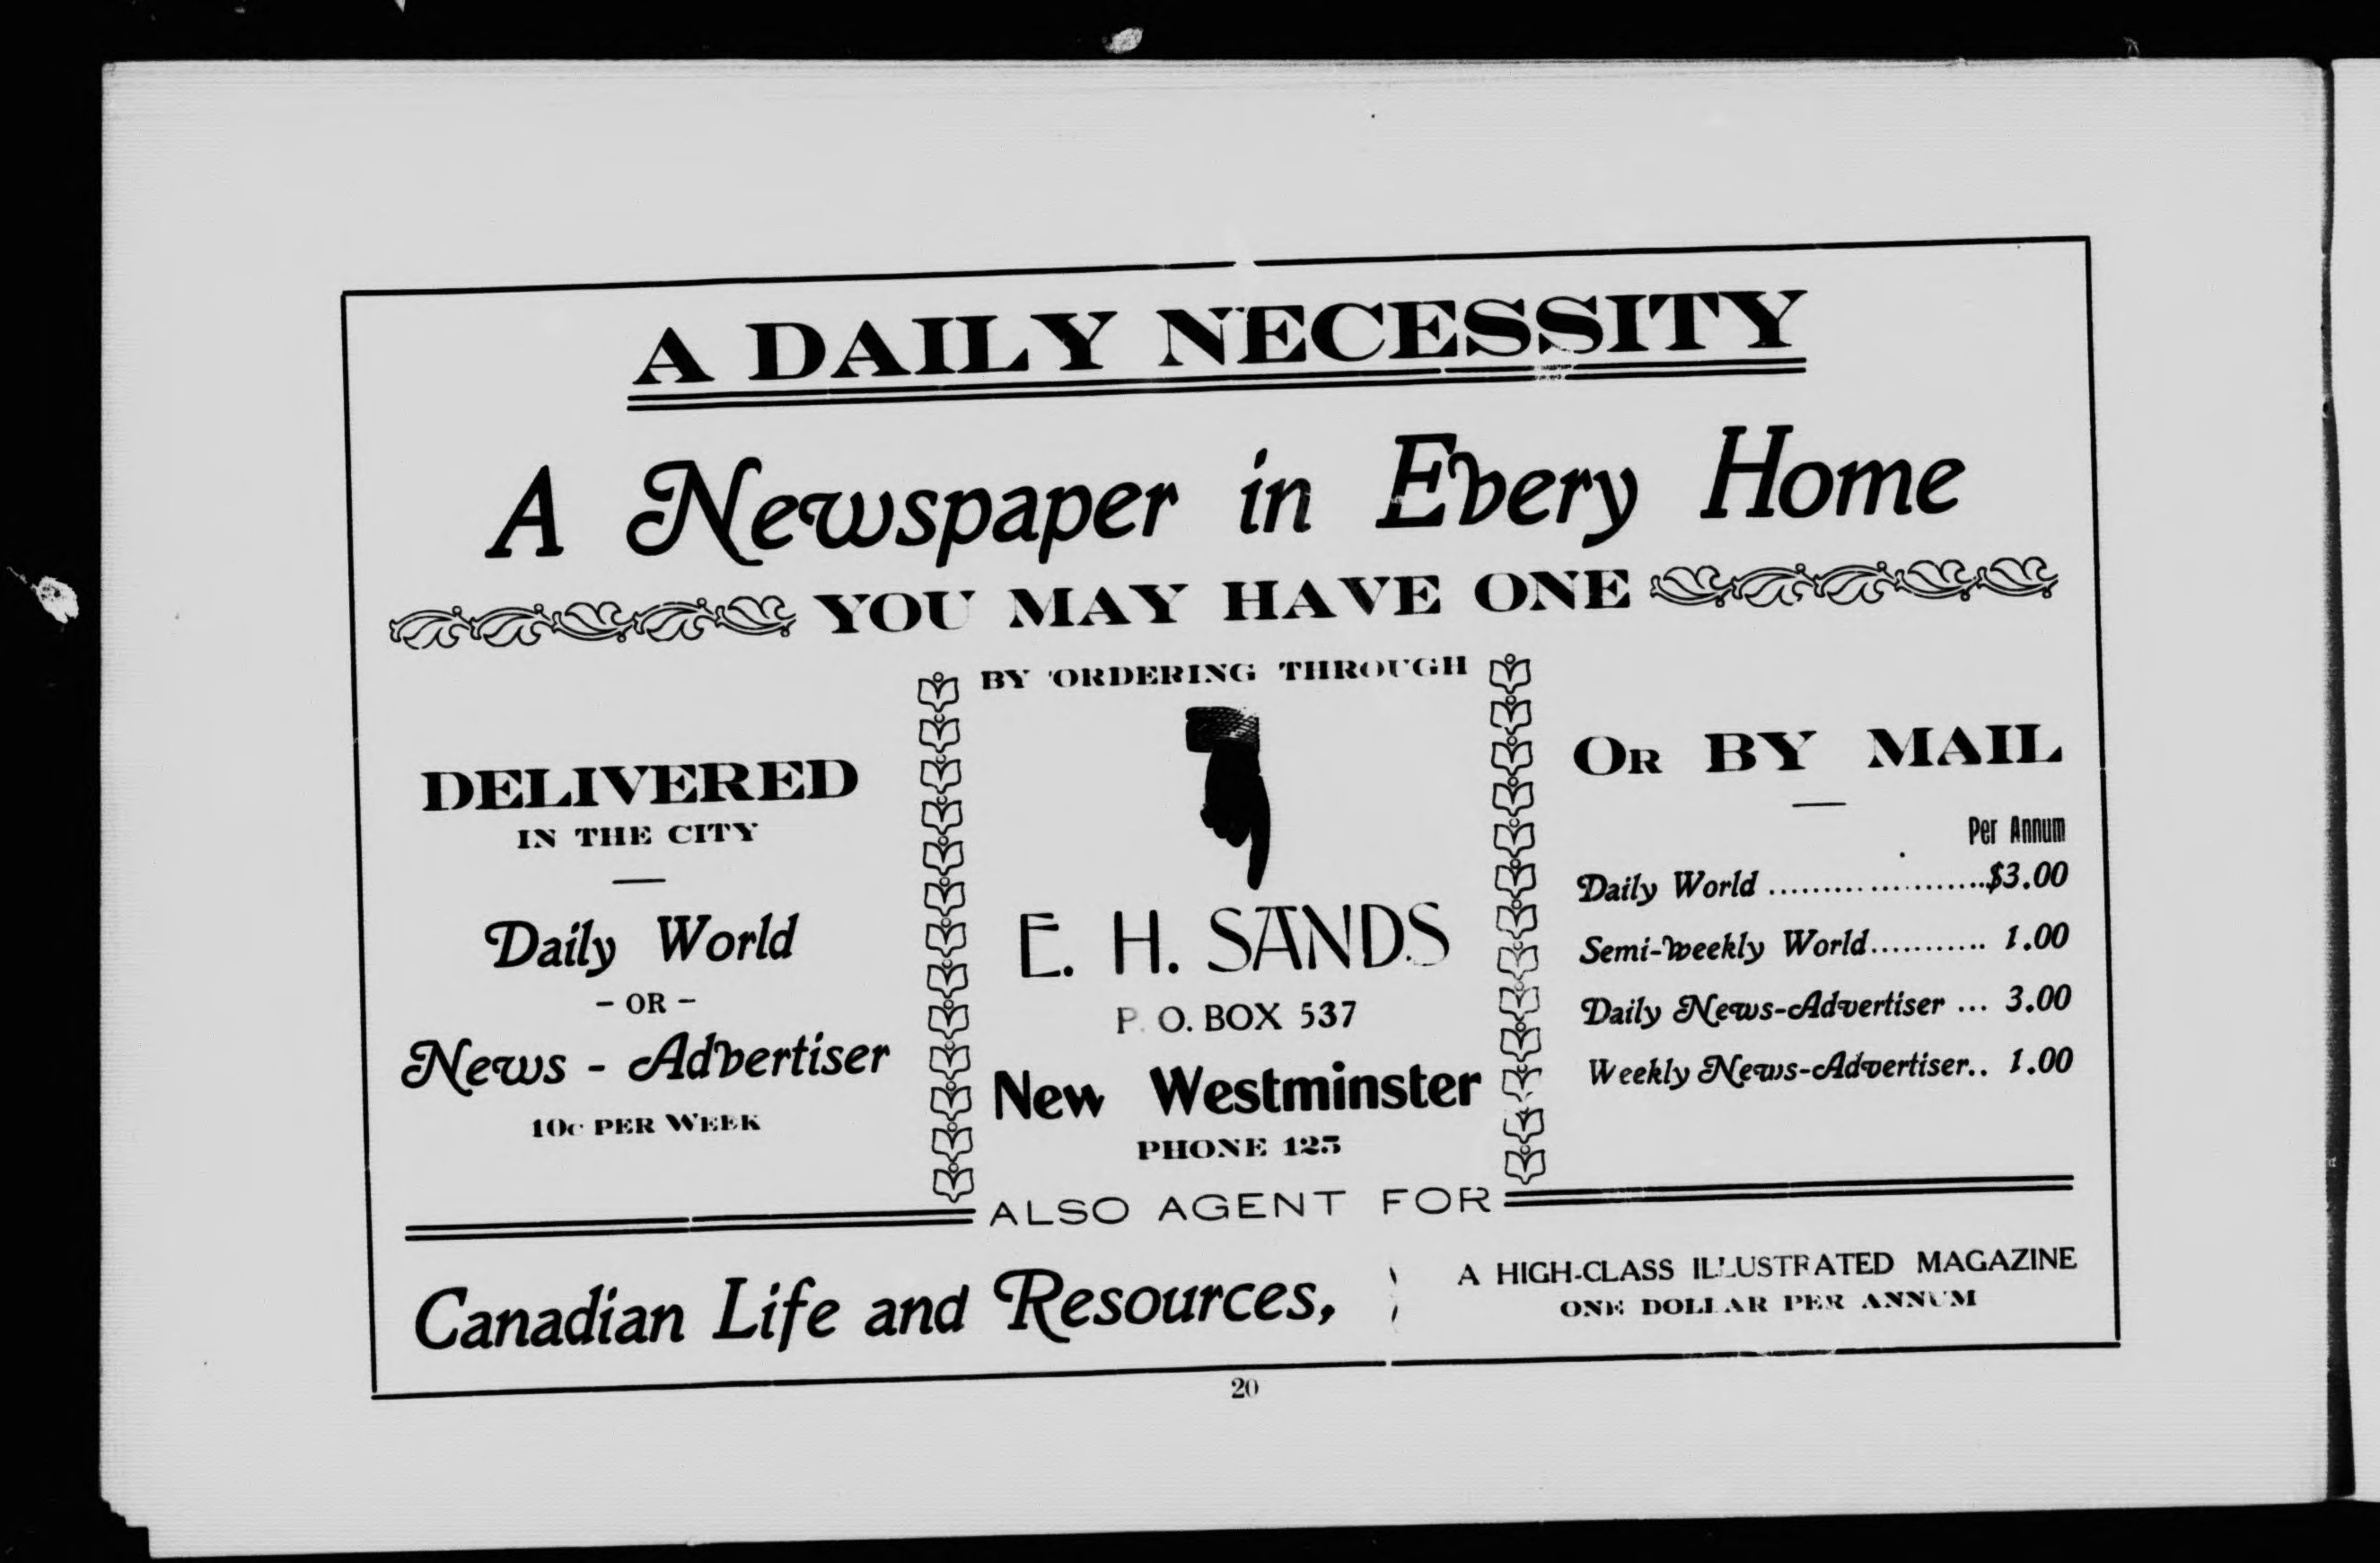 A DAILY NECESSITY
A Newspaper in Every Home
YOU MAY HAVE ONE
BY ORDERING THROUGH
DELIVERED
IN THE CITY
Daily World
- OR -
News - Advertiser
10c PER WEEK
E. H. SANDS
P. O. BOX 537
New Westminster
PHONE 125
OR BY MAIL
Per Annum
Daily World ......................$3.00
Semi-weekly World........... 1.00
Daily News-Advertiser ... 3.00
Weekly News-Advertiser.. 1.00
ALSO AGENT FOR
Canadian Life and Resources,
A HIGH-CLASS ILLUSTRATED MAGAZINE
ONE DOLLAR PER ANNUM
20